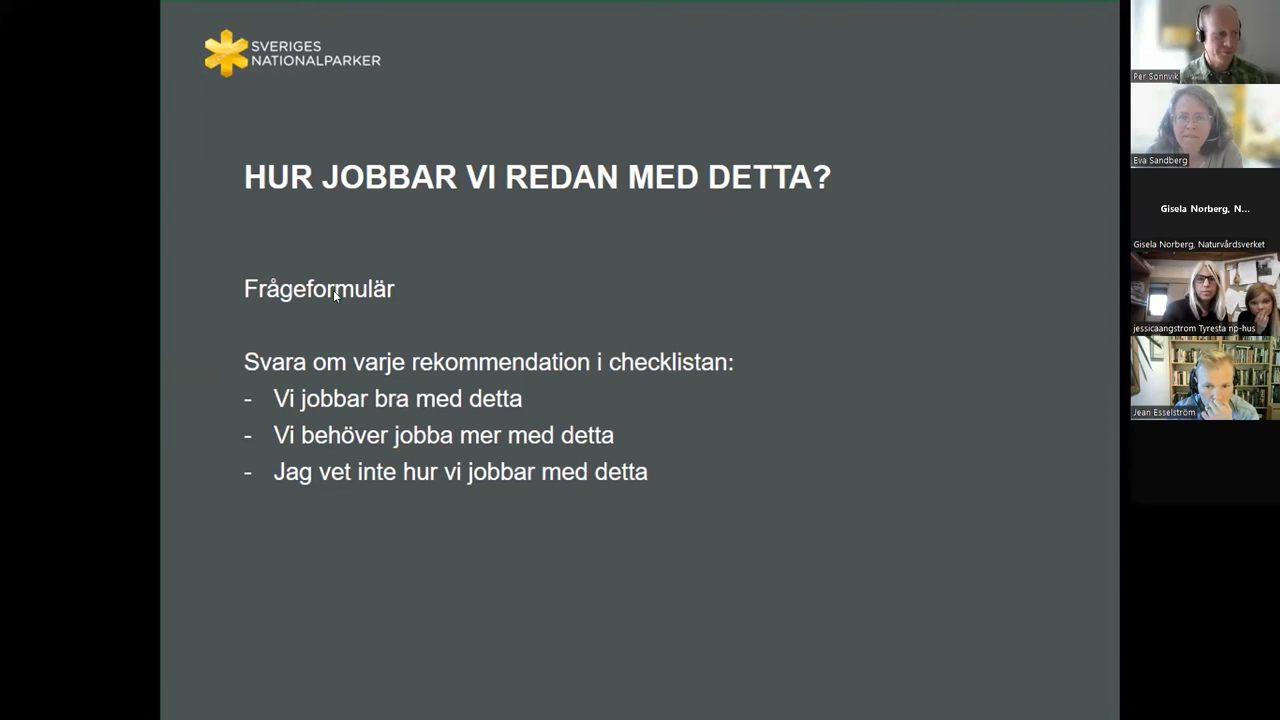 SVERIGES
NATIONALPARKER
HUR JOBBAR VI REDAN MED DETTA?
Frågeformulär
Svara om varje rekommendation i checklistan:
- Vi jobbar bra med detta
- Vi behöver jobba mer med detta
- Jag vet inte hur vi jobbar med detta
Per Sonnvik
Eva Sandberg
Gisela Norberg, N...
Gisela Norberg, Naturvårdsverket
jessicaangstrom Tyresta np-hus
Jean Esselström